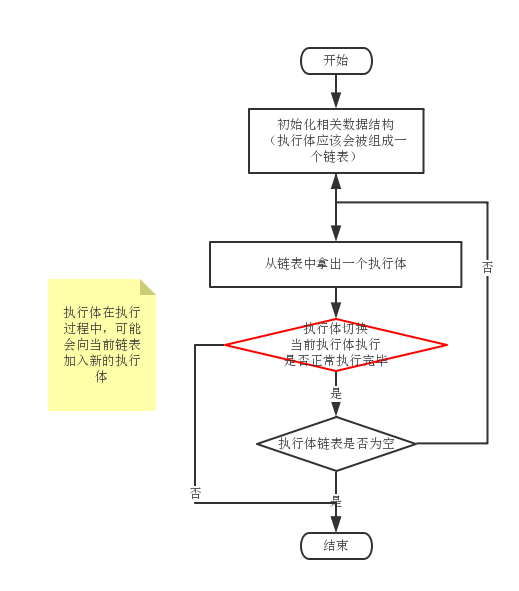 开始
初始化相关数据结构
（执行体应该会被组成一
个链表）
从链表中拿出一个执行体
否
执行体在执行
过程中，可能
会向当前链表
加入新的执行
体
执行体切换
当前执行体执行
是否正常执行完毕
是
执行体链表是否为空
否
是
结束